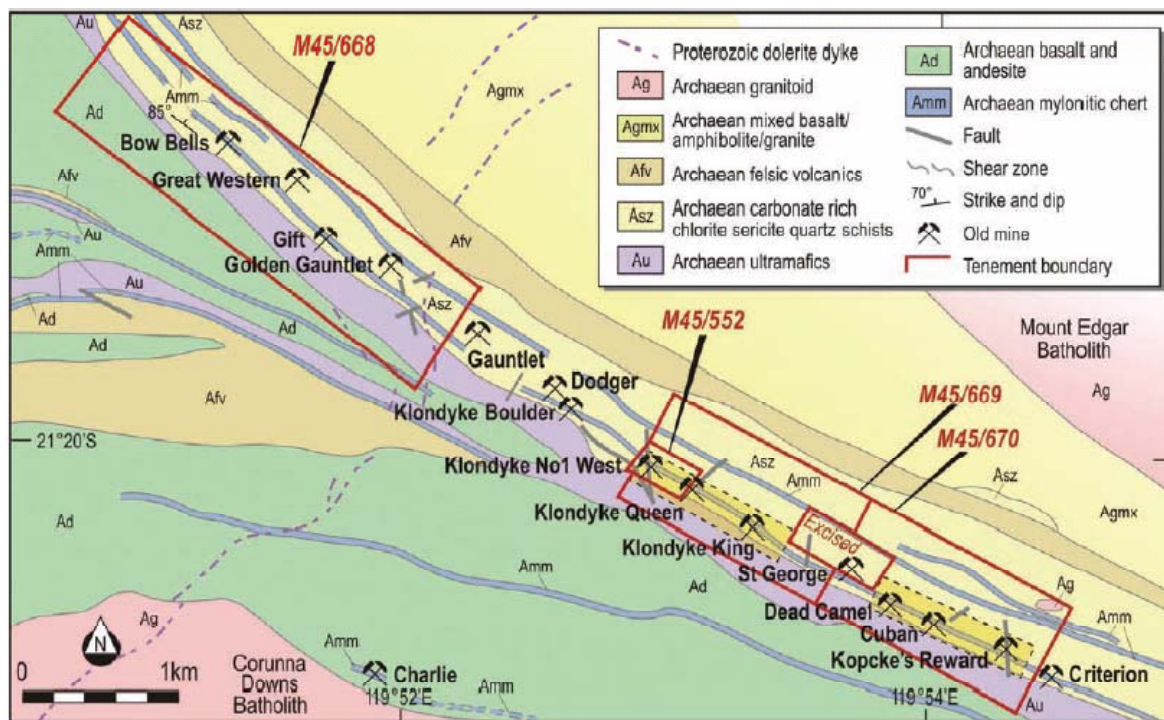 Au
Asz
M45/668
Agmx
Amm
85°
Ad
Bow Bells
Great Western
Afv
Au
Amm
Gift
Golden Gauntlet
Afv
Asz
Au
Ad
Ad
Ad
Afv
Gauntlet
Dodger
Klondyke Boulder
M45/552
M45/669
M45/670
Mount Edgar
Batholith
Ag
21°20'S
Klondyke No1 West
Asz
Amm
Asz
Agmx
Klondyke Queen
Klondyke King
Excised
St George
Ad
Amm
Ad
Dead Camel
Cuban
Kopcke's Reward
Ag
Amm
Criterion
Au
Ag
N
0 1km
Corunna
Downs
Batholith
Amm
Charlie
Amm
119°52'E
119°54'E
Proterozoic dolerite dyke
Ag Archaean granitoid
Agmx Archaean mixed basalt/
amphibolite/granite
Afv Archaean felsic volcanics
Asz Archaean carbonate rich
chlorite sericite quartz schists
Au Archaean ultramafics
Ad Archaean basalt and
andesite
Amm Archaean mylonitic chert
Fault
Shear zone
70° Strike and dip
Old mine
Tenement boundary